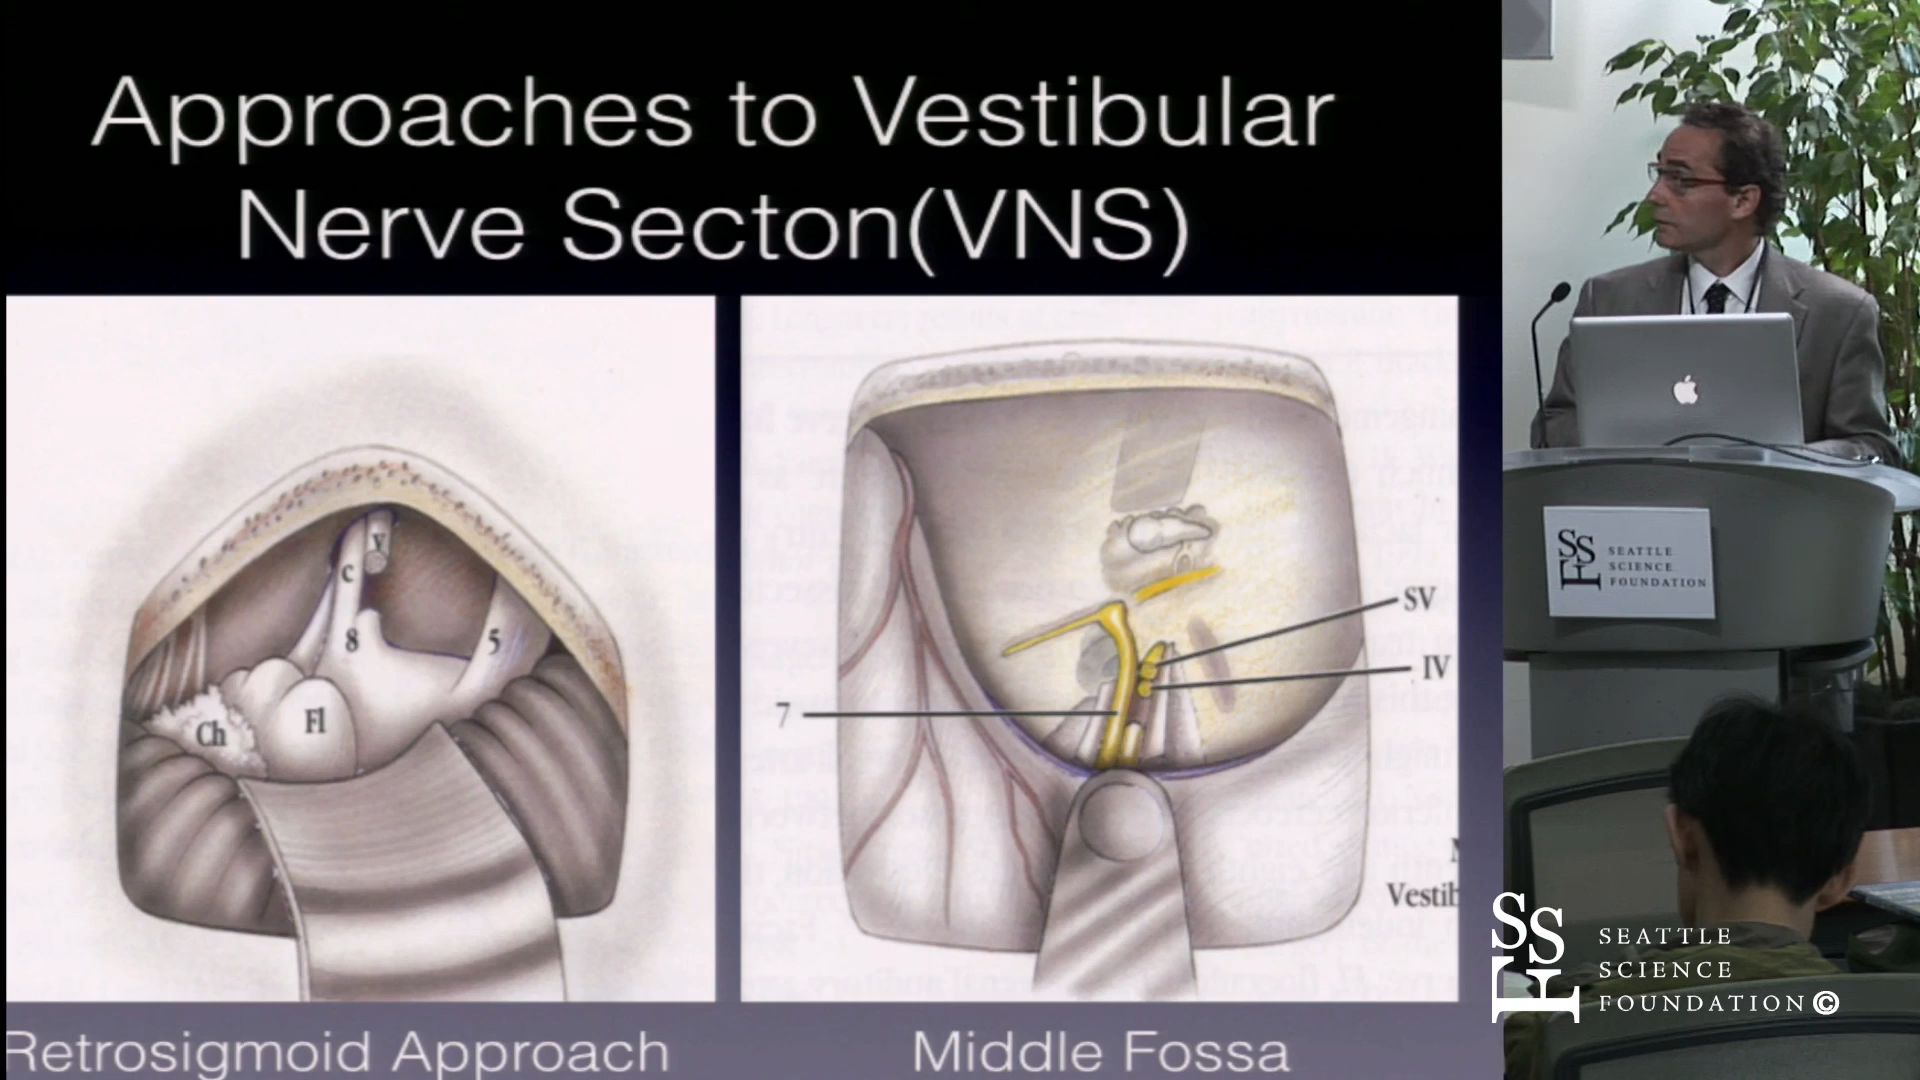 Approaches to Vestibular
Nerve Secton(VNS)
v
c
8
5
Ch
Fl
SV
IV
7
Vestib
Retrosigmoid Approach
Middle Fossa
SSF
SEATTLE
SCIENCE
FOUNDATION
SSF
SEATTLE
SCIENCE
FOUNDATION©